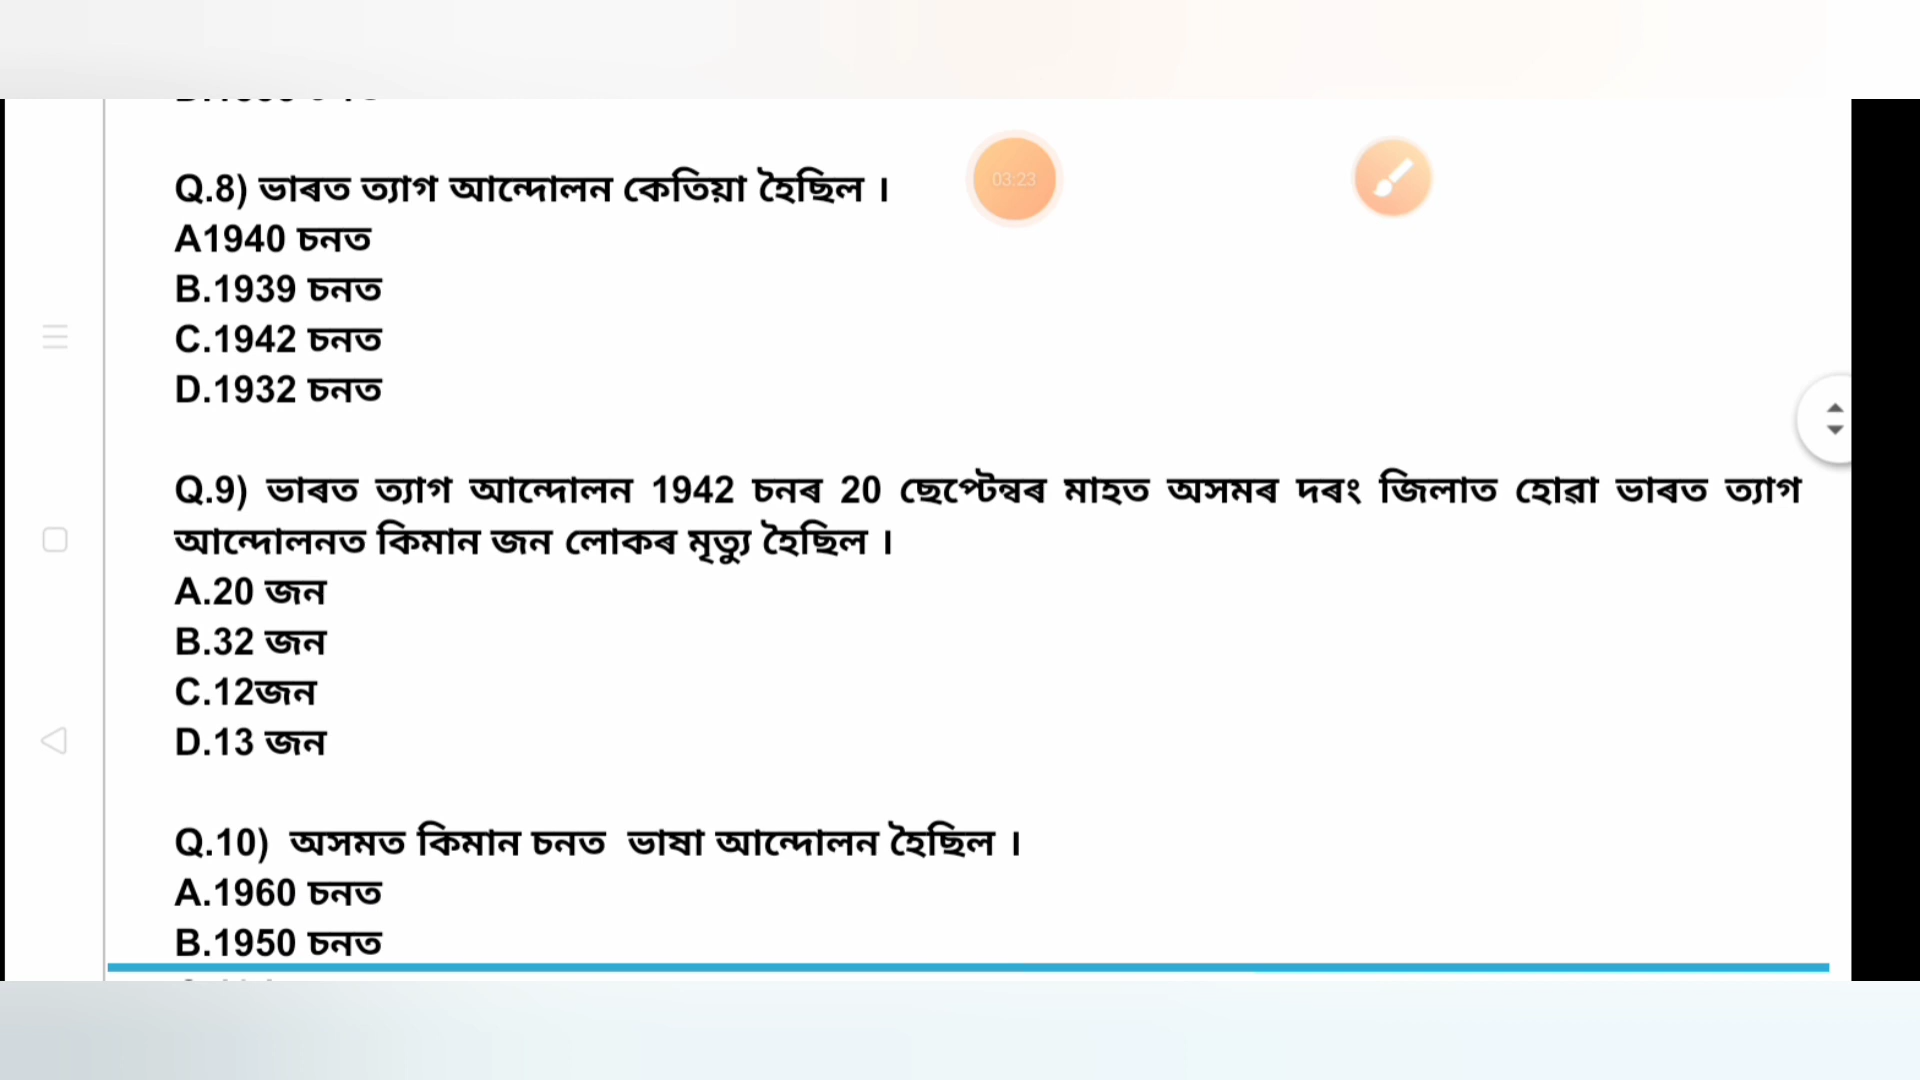 03:23
Q.8) ভাৰত ত্যাগ আন্দোলন কেতিয়া হৈছিল ।
A1940 চনত
B.1939 চনত
C.1942 চনত
D.1932 চনত
Q.9) ভাৰত ত্যাগ আন্দোলন 1942 চনৰ 20 ছেপ্টেন্বৰ মাহত অসমৰ দৰং জিলাত হোৱা ভাৰত ত্যাগ
আন্দোলনত কিমান জন লোকৰ মৃত্যু হৈছিল ।
A.20 জন
B.32 জন
C.12জন
D.13 জন
Q.10) অসমত কিমান চনত ভাষা আন্দোলন হৈছিল ।
A.1960 চনত
B.1950 চনত